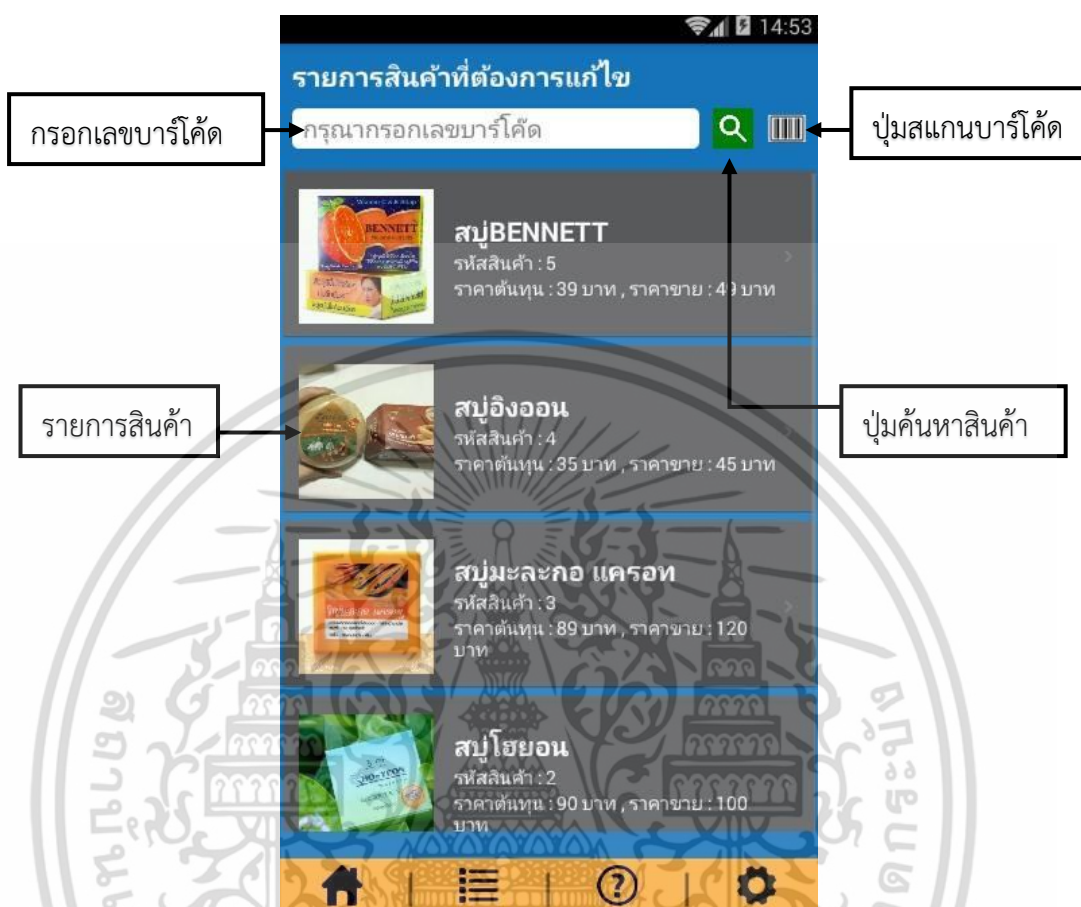 14:53
รายการสินค้าที่ต้องการแก้ไข
กรอกเลขบาร์โค้ด
กรุณากรอกเลขบาร์โค๊ด
ปุ่มสแกนบาร์โค้ด
BENNETT
สบู่BENNETT
รหัสสินค้า : 5
ราคาต้นทุน : 39 บาท , ราคาขาย : 49 บาท
รายการสินค้า
สบู่อิงออน
รหัสสินค้า : 4
ราคาต้นทุน : 35 บาท , ราคาขาย : 45 บาท
ปุ่มค้นหาสินค้า
สบู่มะละกอ แครอท
รหัสสินค้า : 3
ราคาต้นทุน : 89 บาท , ราคาขาย : 120
บาท
สบู่โฮยอน
รหัสสินค้า : 2
ราคาต้นทุน : 90 บาท , ราคาขาย : 100
บาท